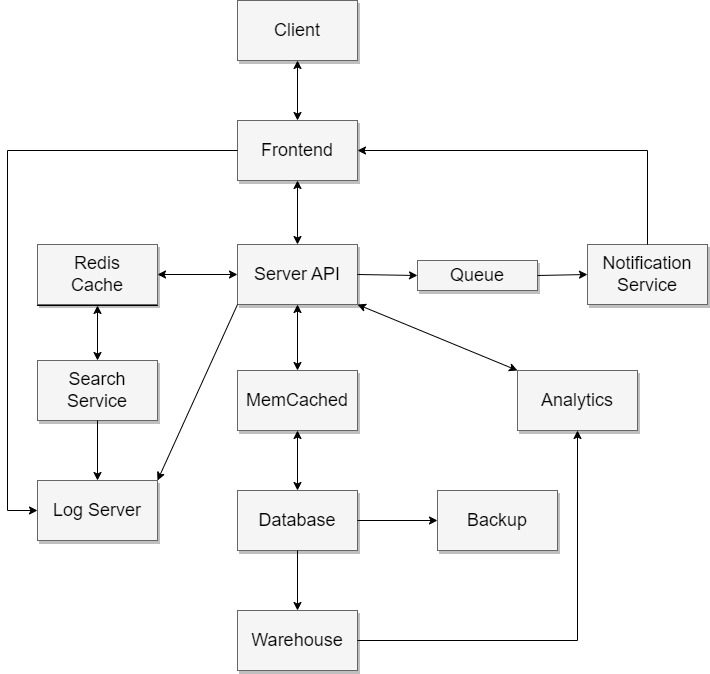 Client
Frontend
Redis
Cache
Server API
Queue
Notification
Service
Search
Service
MemCached
Analytics
Log Server
Database
Backup
Warehouse